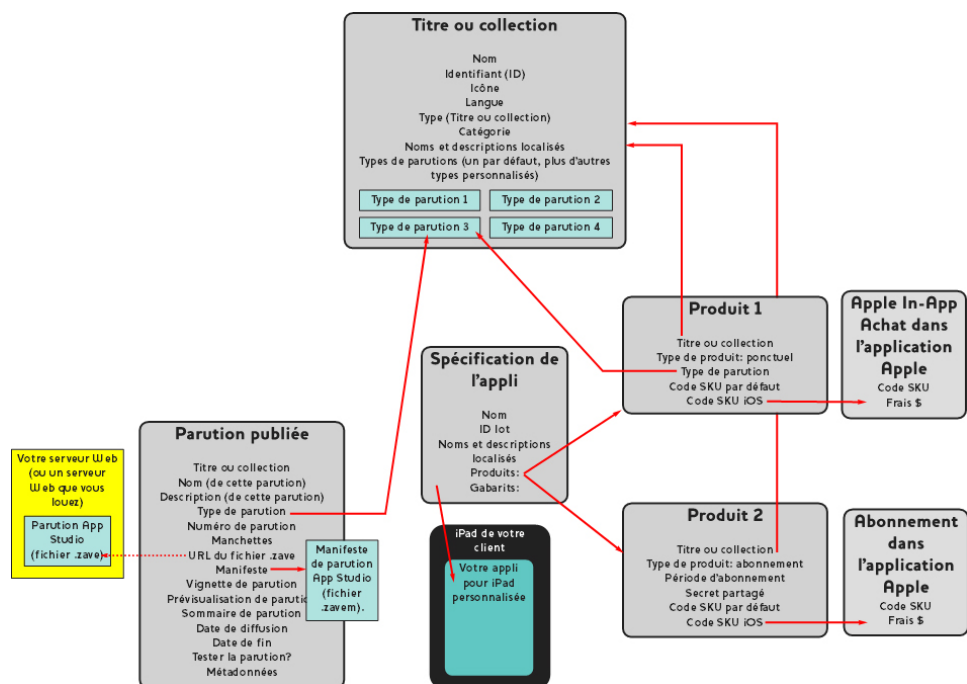 Titre ou collection
Nom
Identifiant (ID)
Icône
Langue
Type (Titre ou collection)
Catégorie
Noms et descriptions localisés
Types de parutions (un par défaut, plus d'autres
types personnalisés)
Type de parution 1
Type de parution 2
Type de parution 3
Type de parution 4
Produit 1
Titre ou collection
Type de produit: ponctuel
Type de parution
Code SKU par défaut
Code SKU iOS
Apple In-App
Achat dans
l'application
Apple
Code SKU
Frais $
Spécification de
l'appli
Nom
ID lot
Noms et descriptions
localisés
Produits:
Gabarits:
Parution publiée
Titre ou collection
Nom (de cette parution)
Description (de cette parution)
Type de parution
Numéro de parution
Manchettes
URL du fichier .zave
Manifeste
Vignette de parution
Prévisualisation de parution
Sommaire de parution
Date de diffusion
Date de fin
Tester la parution?
Métadonnées
Votre serveur Web
(ou un serveur
Web que vous
louez)
Parution App
Studio
(fichier .zave)
Manifeste
de parution
App Studio
(fichier
.zavem).
iPad de votre
client
Votre appli
pour iPad
personnalisée
Produit 2
Titre ou collection
Type de produit: abonnement
Période d'abonnement
Secret partagé
Code SKU par défaut
Code SKU iOS
Abonnement
dans
l'application
Apple
Code SKU
Frais $